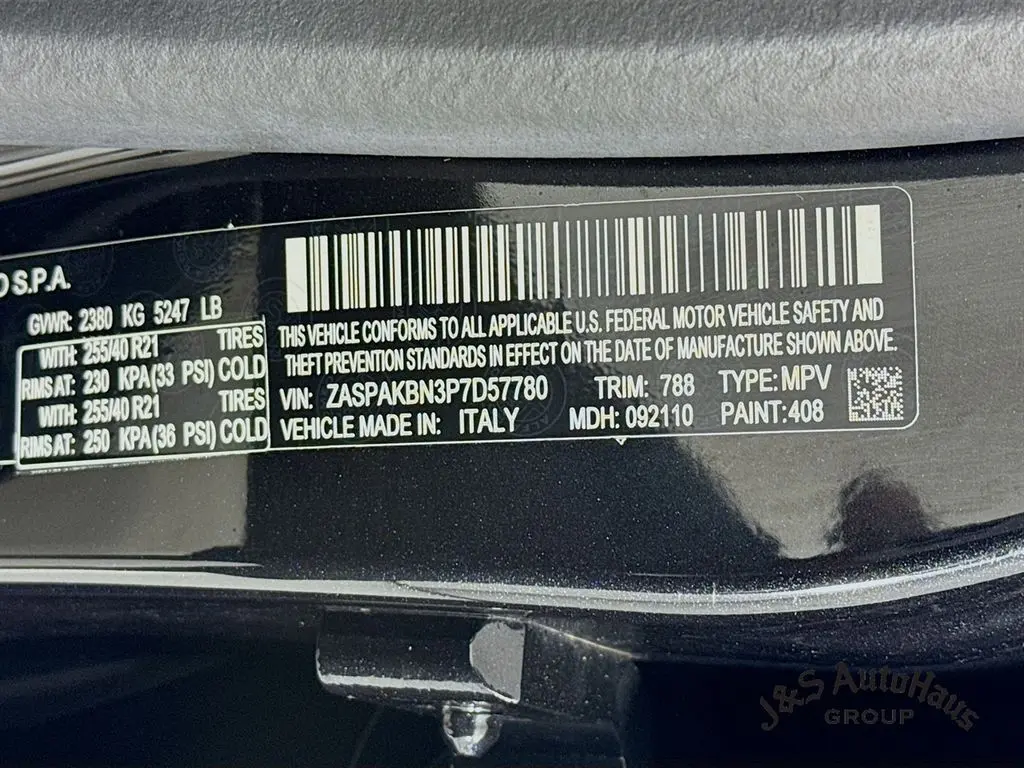 O S.P.A.
GVWR: 2380 KG 5247 LB
WITH: 255/40 R21 TIRES
RIMS AT: 230 KPA(33 PSI) COLD
WITH: 255/40 R21 TIRES
RIMS AT: 250 KPA(36 PSI) COLD
THIS VEHICLE CONFORMS TO ALL APPLICABLE U.S. FEDERAL MOTOR VEHICLE SAFETY AND
THEFT PREVENTION STANDARDS IN EFFECT ON THE DATE OF MANUFACTURE SHOWN ABOVE.
VIN: ZASPAKBN3P7D57780 TRIM: 788 TYPE: MPV
VEHICLE MADE IN: ITALY MDH: 092110 PAINT: 408
J&S AutoHaus
GROUP